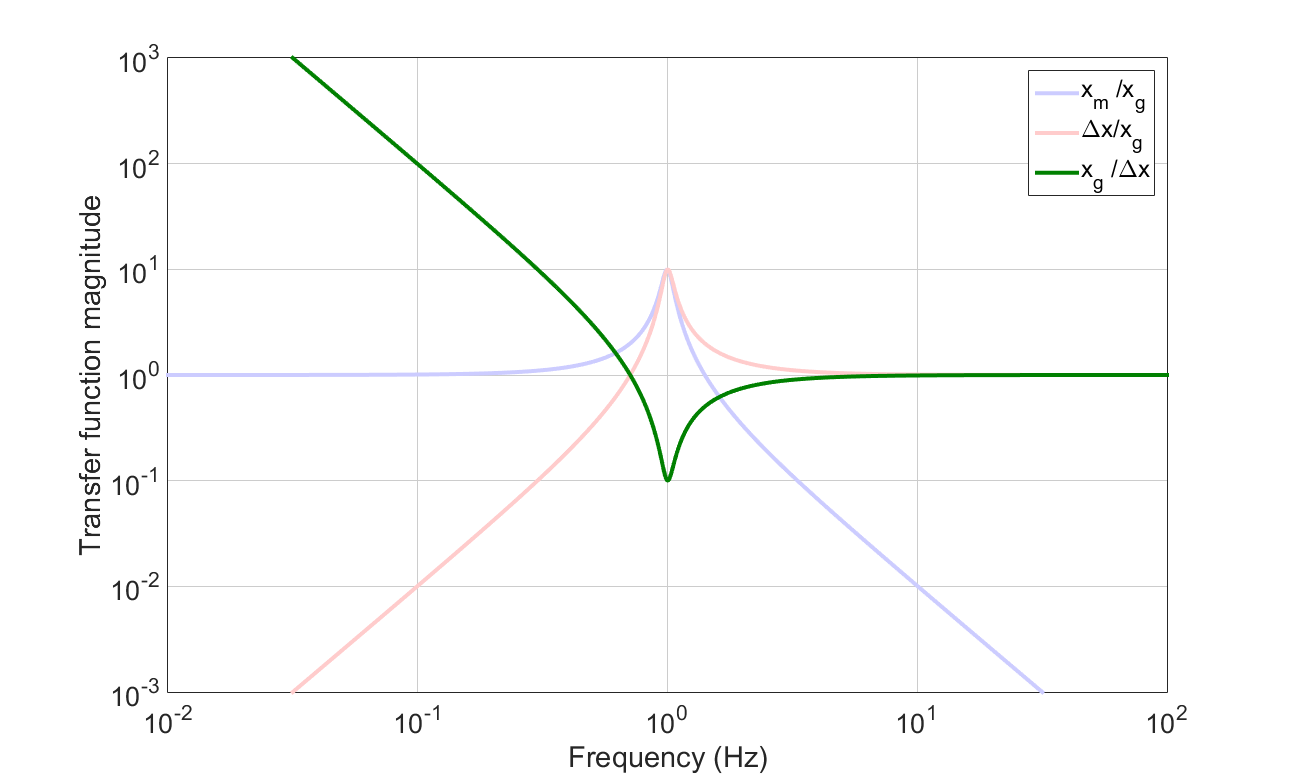 10^3
10^2
10^1
10^0
10^-1
10^-2
10^-3
Transfer function magnitude
x_m /x_g
Δx/x_g
x_g /Δx
10^-2 10^-1 10^0 10^1 10^2
Frequency (Hz)